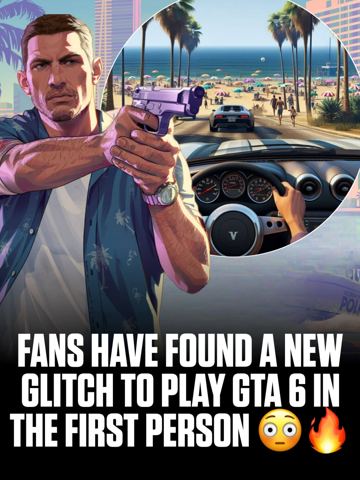 FANS HAVE FOUND A NEW
GLITCH TO PLAY GTA 6 IN
THE FIRST PERSON 😳🔥
V